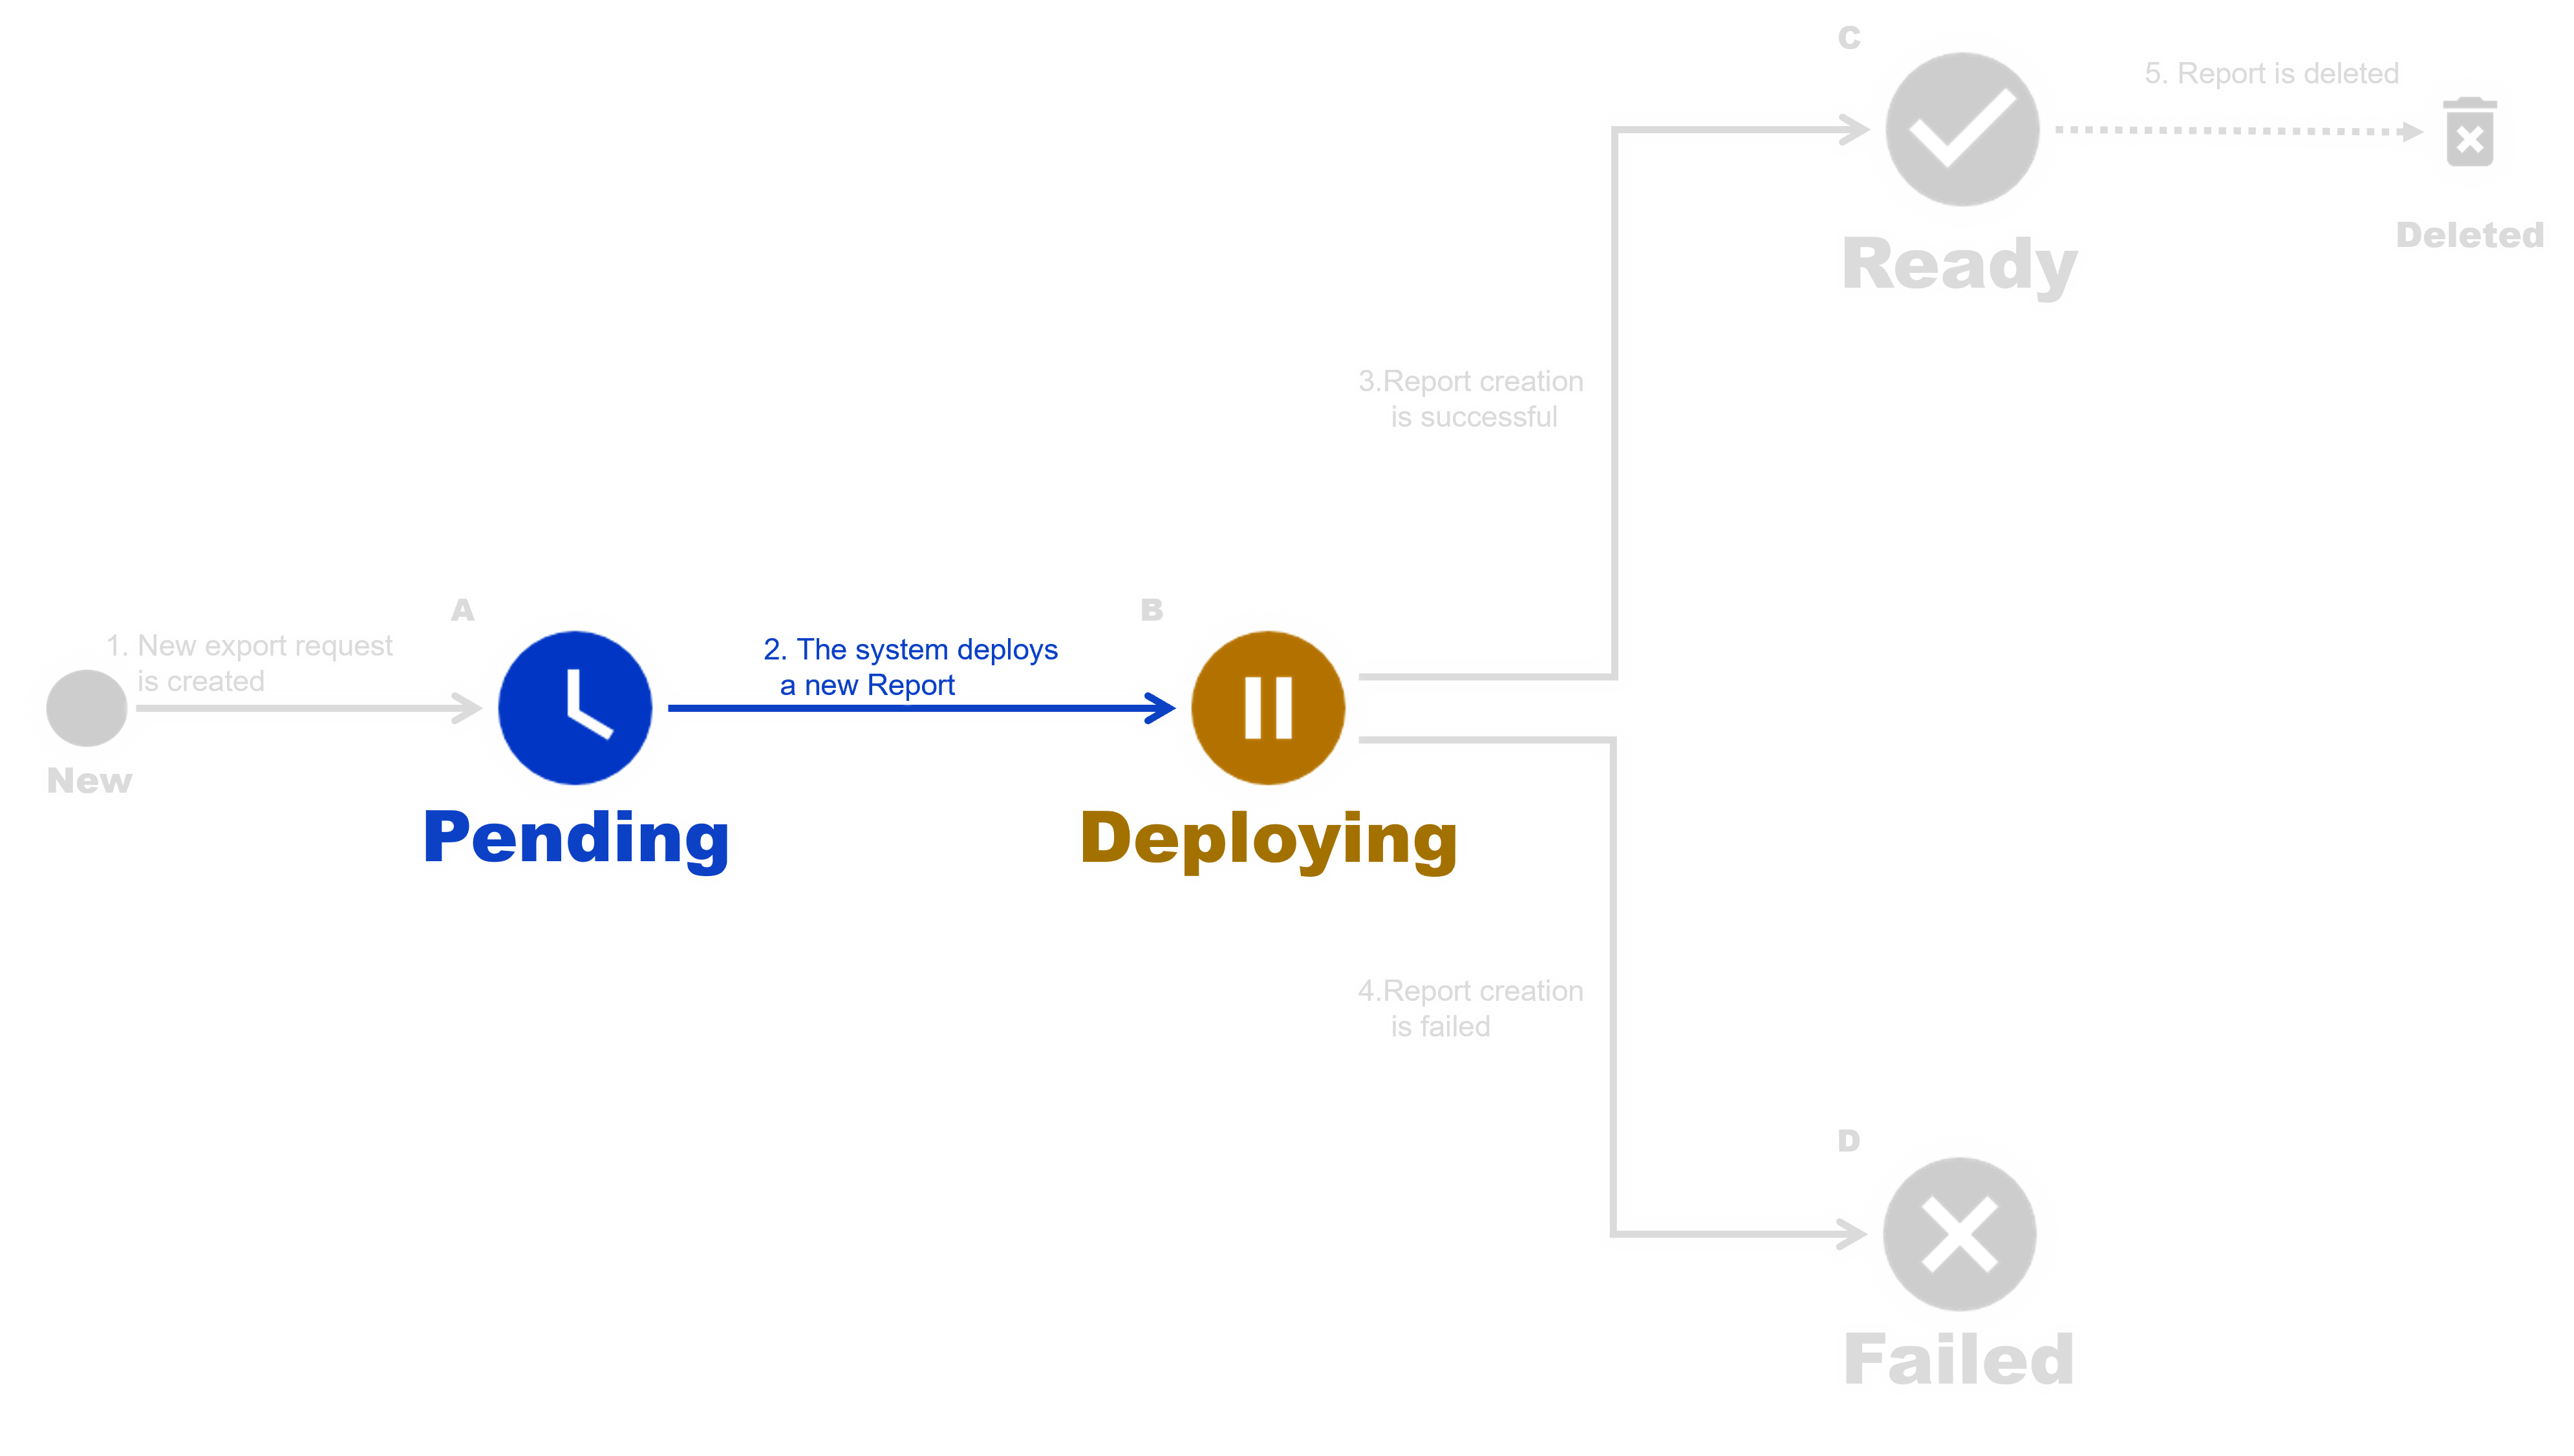 C
5. Report is deleted
Ready
Deleted
3.Report creation
is successful
A
B
1. New export request
is created
2. The system deploys
a new Report
New
Pending
Deploying
4.Report creation
is failed
D
Failed